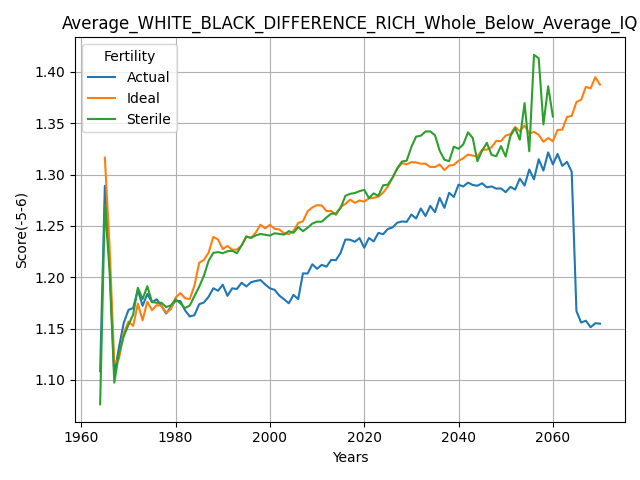 Average_WHITE_BLACK_DIFFERENCE_RICH_Whole_Below_Average_IQ
Fertility
Actual
Ideal
Sterile
Score(-5-6)
1.40
1.35
1.30
1.25
1.20
1.15
1.10
1960 1980 2000 2020 2040 2060
Years